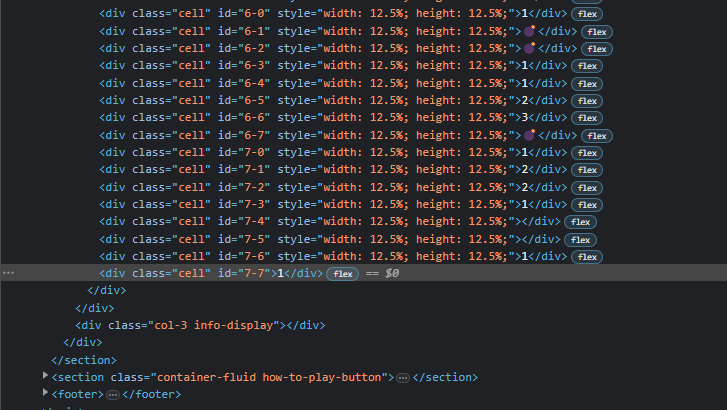 <div class="cell" id="6-0" style="width: 12.5%; height: 12.5%;">1</div> flex
<div class="cell" id="6-1" style="width: 12.5%; height: 12.5%;">💣</div> flex
<div class="cell" id="6-2" style="width: 12.5%; height: 12.5%;">💣</div> flex
<div class="cell" id="6-3" style="width: 12.5%; height: 12.5%;">1</div> flex
<div class="cell" id="6-4" style="width: 12.5%; height: 12.5%;">1</div> flex
<div class="cell" id="6-5" style="width: 12.5%; height: 12.5%;">2</div> flex
<div class="cell" id="6-6" style="width: 12.5%; height: 12.5%;">3</div> flex
<div class="cell" id="6-7" style="width: 12.5%; height: 12.5%;">💣</div> flex
<div class="cell" id="7-0" style="width: 12.5%; height: 12.5%;">1</div> flex
<div class="cell" id="7-1" style="width: 12.5%; height: 12.5%;">2</div> flex
<div class="cell" id="7-2" style="width: 12.5%; height: 12.5%;">2</div> flex
<div class="cell" id="7-3" style="width: 12.5%; height: 12.5%;">1</div> flex
<div class="cell" id="7-4" style="width: 12.5%; height: 12.5%;"></div> flex
<div class="cell" id="7-5" style="width: 12.5%; height: 12.5%;"></div> flex
<div class="cell" id="7-6" style="width: 12.5%; height: 12.5%;">1</div> flex
… <div class="cell" id="7-7">1</div> flex == $0
</div>
</div>
<div class="col-3 info-display"></div>
</div>
</section>
<section class="container-fluid how-to-play-button">…</section>
<footer>…</footer>